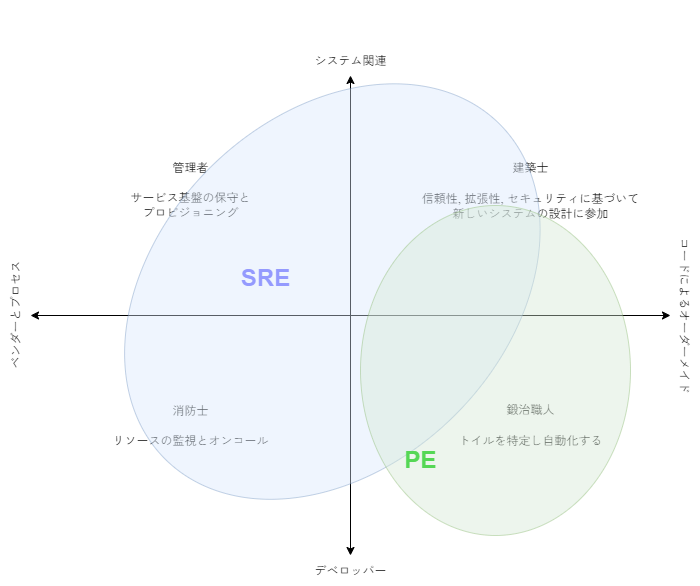 システム関連
管理者
サービス基盤の保守と
プロビジョニング
建築士
信頼性, 拡張性, セキュリティに基づいて
新しいシステムの設計に参加
SRE
ベンダーとプロセス
コードによるオーダーメイド
消防士
リソースの監視とオンコール
鍛治職人
トイルを特定し自動化する
PE
デベロッパー